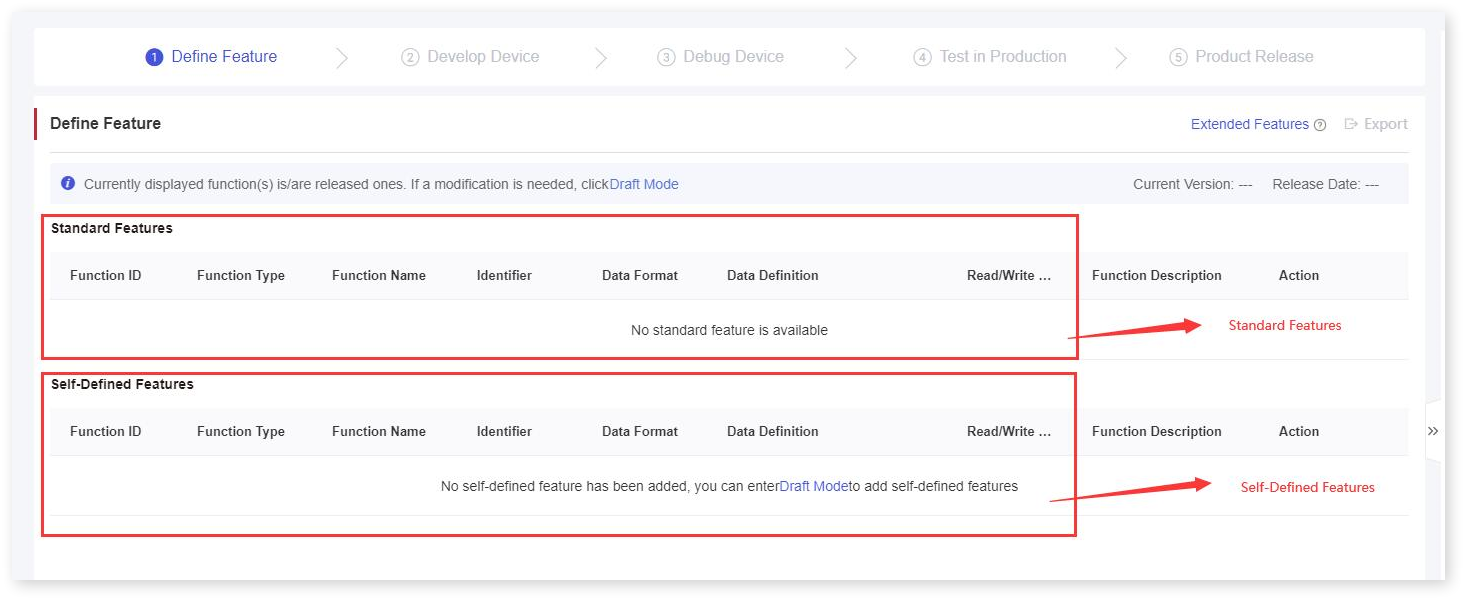 1 Define Feature 2 Develop Device 3 Debug Device 4 Test in Production 5 Product Release
Define Feature Extended Features ? Export
i Currently displayed function(s) is/are released ones. If a modification is needed, clickDraft Mode Current Version: --- Release Date: ---
Standard Features
Function ID Function Type Function Name Identifier Data Format Data Definition Read/Write ... Function Description Action
No standard feature is available Standard Features
Self-Defined Features
Function ID Function Type Function Name Identifier Data Format Data Definition Read/Write ... Function Description Action
No self-defined feature has been added, you can enterDraft Modeto add self-defined features Self-Defined Features